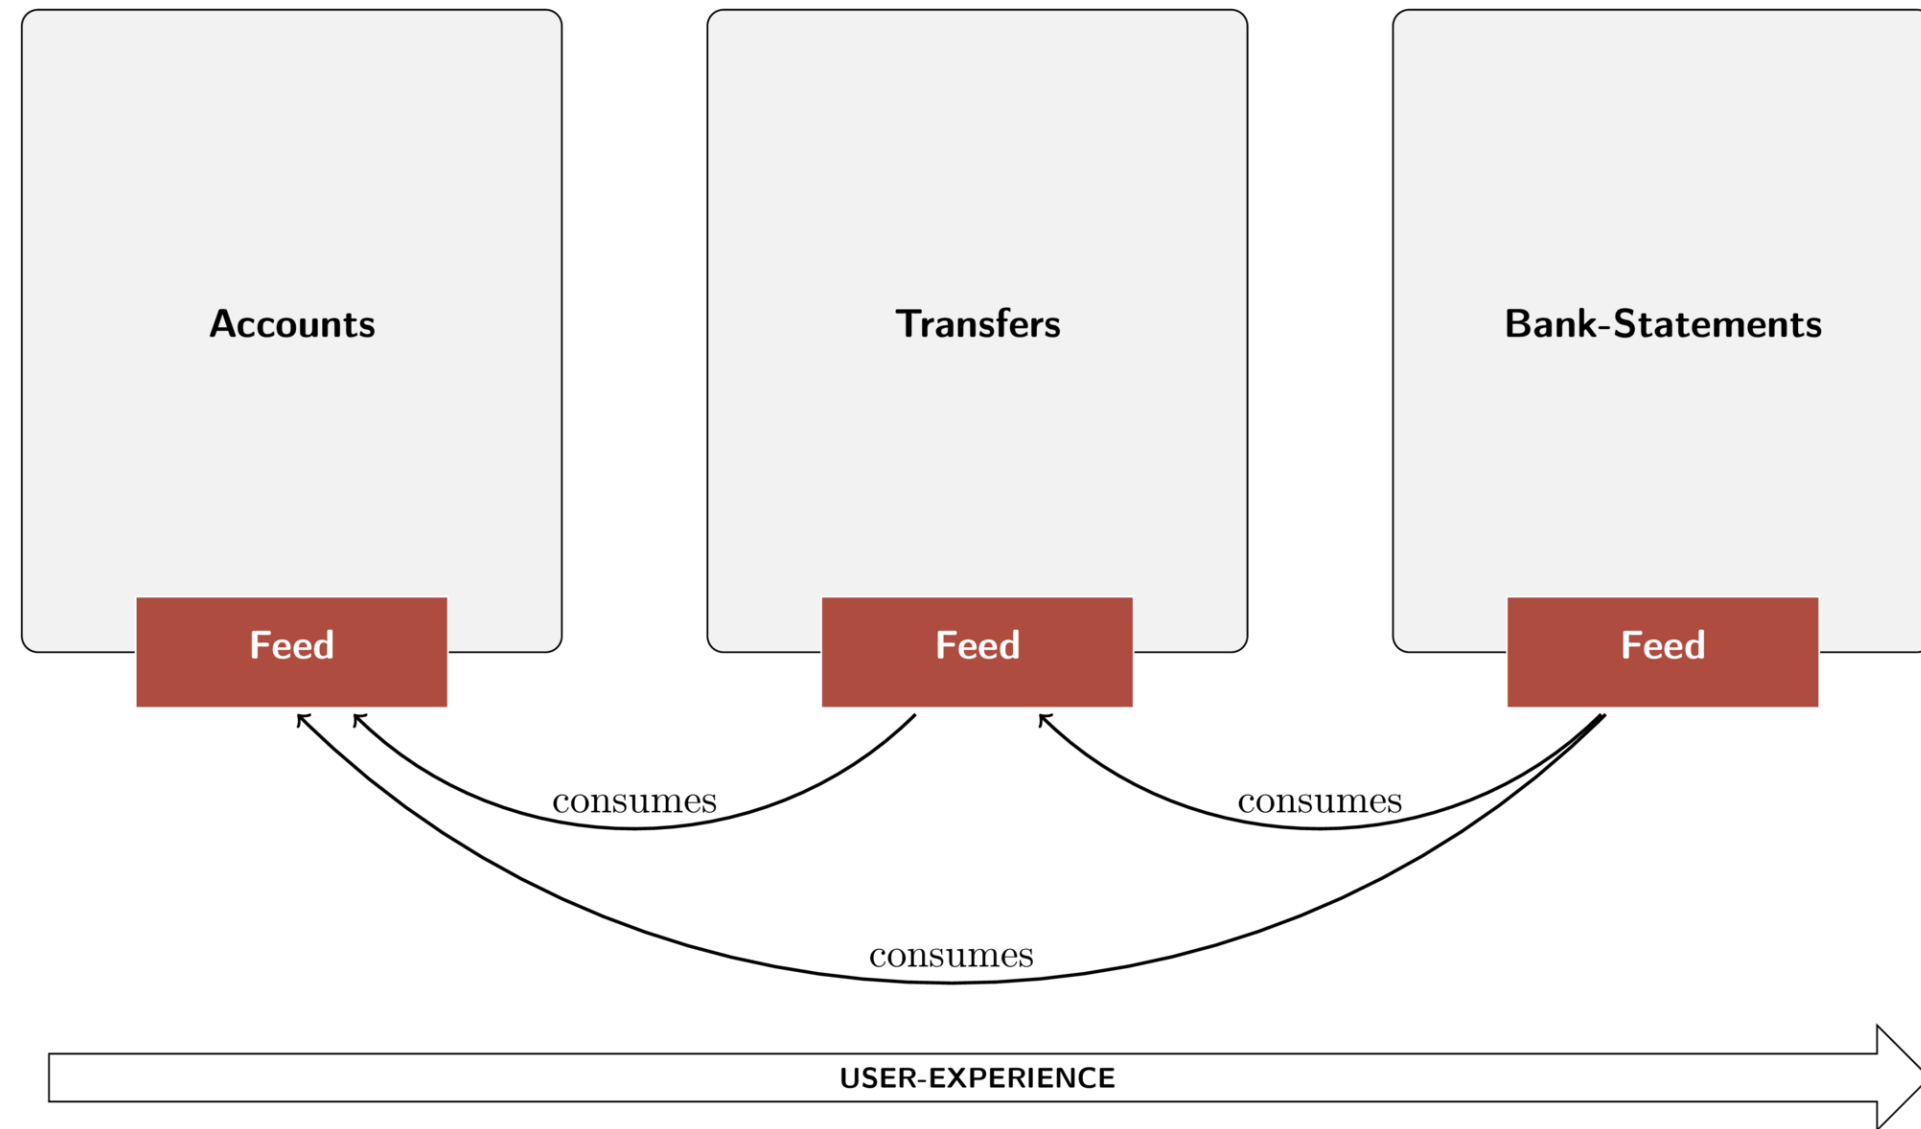 Accounts
Transfers
Bank-Statements
Feed
Feed
Feed
consumes
consumes
consumes
USER-EXPERIENCE